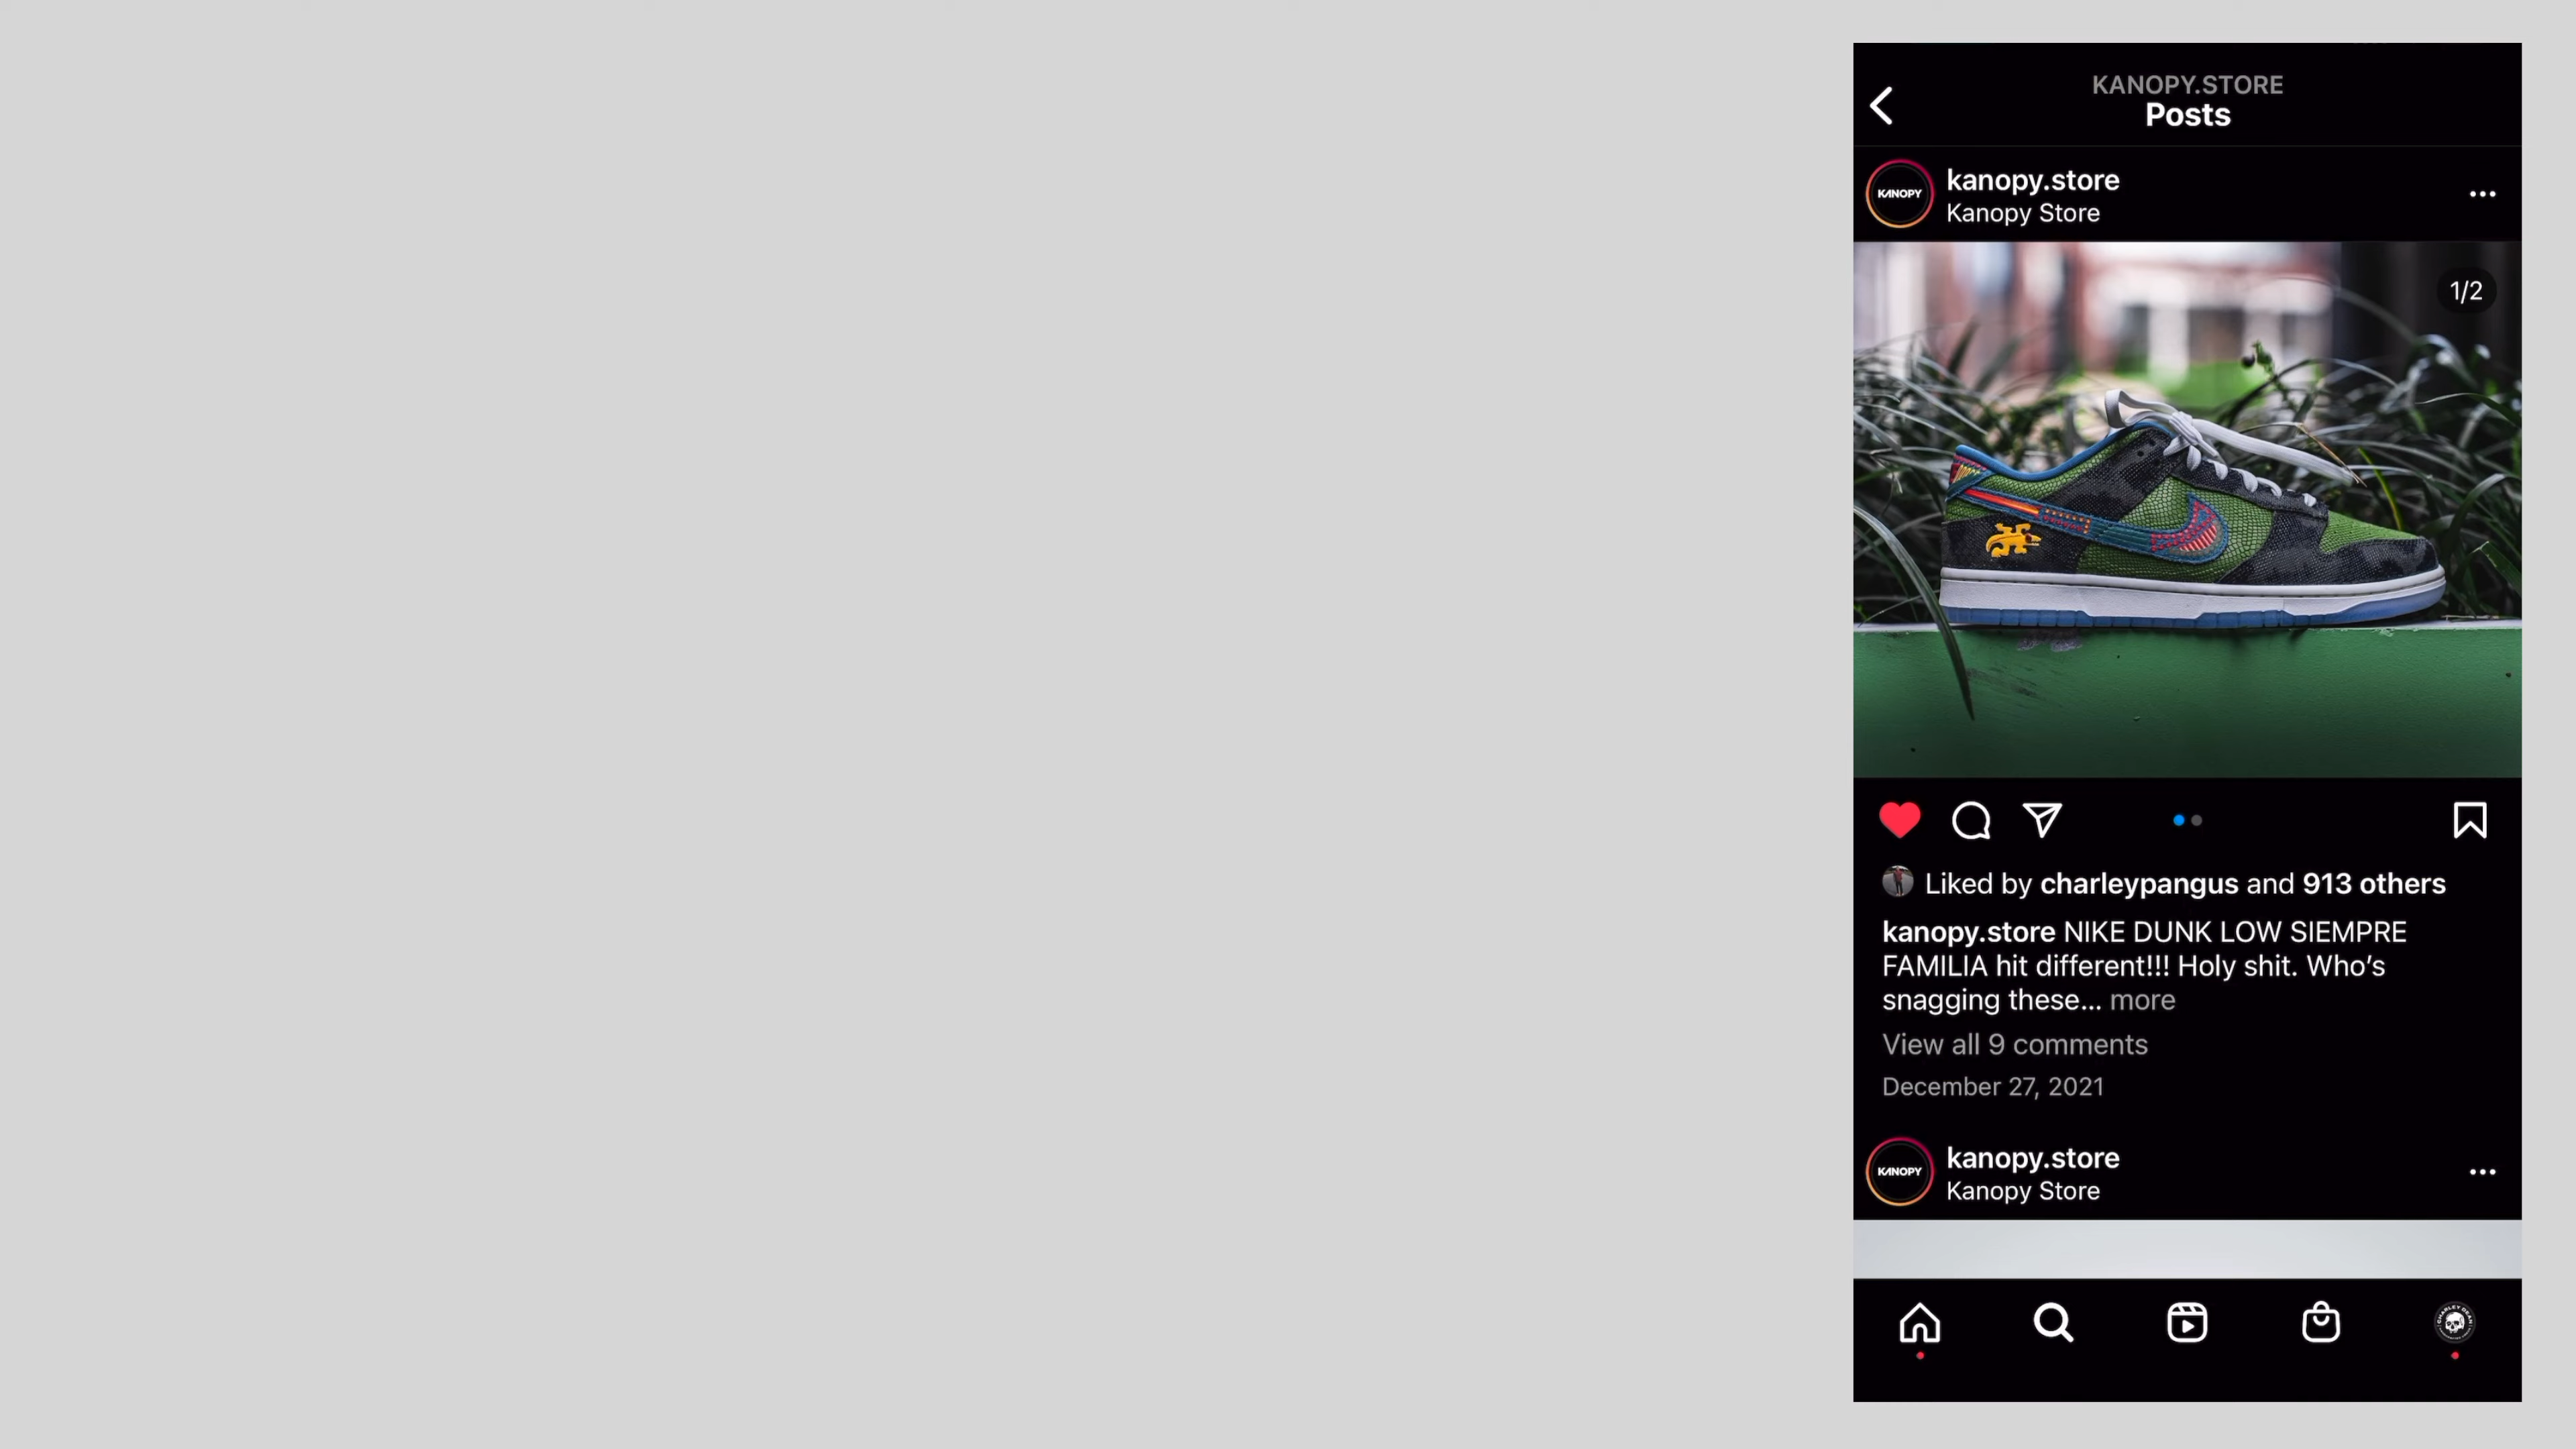 KANOPY.STORE
Posts
KANOPY
kanopy.store
Kanopy Store
1/2
Liked by charleypangus and 913 others
kanopy.store NIKE DUNK LOW SIEMPRE
FAMILIA hit different!!! Holy shit. Who’s
snagging these... more
View all 9 comments
December 27, 2021
KANOPY
kanopy.store
Kanopy Store